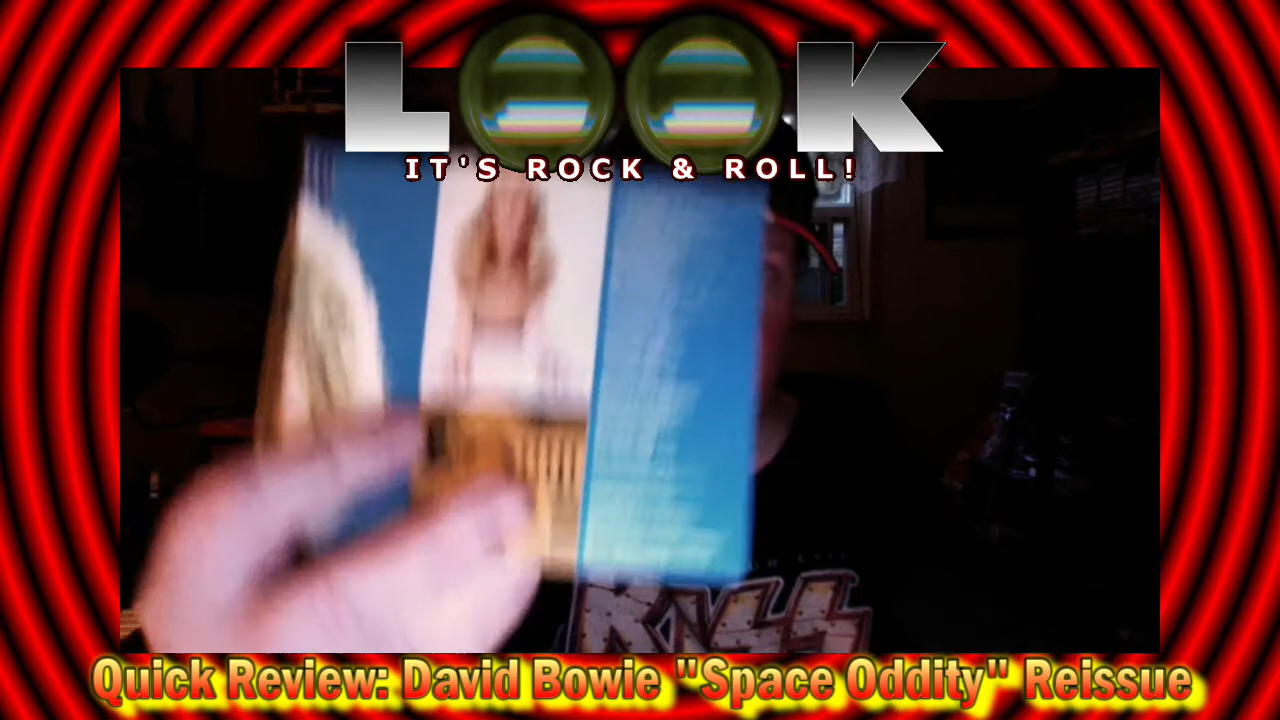 LOOK
IT'S ROCK & ROLL!
KISS
Quick Review: David Bowie "Space Oddity" Reissue